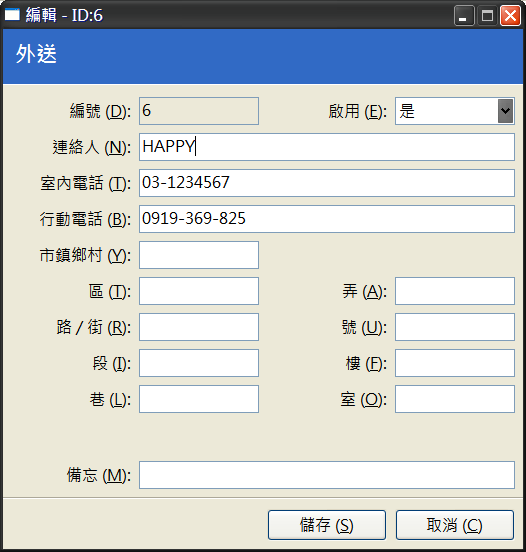 編輯 - ID:6
外送
編號 (D): 6 啟用 (E): 是
連絡人 (N): HAPPY
室內電話 (T): 03-1234567
行動電話 (B): 0919-369-825
市鎮鄉村 (Y):
區 (T): 弄 (A):
路 / 街 (R): 號 (U):
段 (I): 樓 (F):
巷 (L): 室 (O):
備忘 (M):
儲存 (S) 取消 (C)